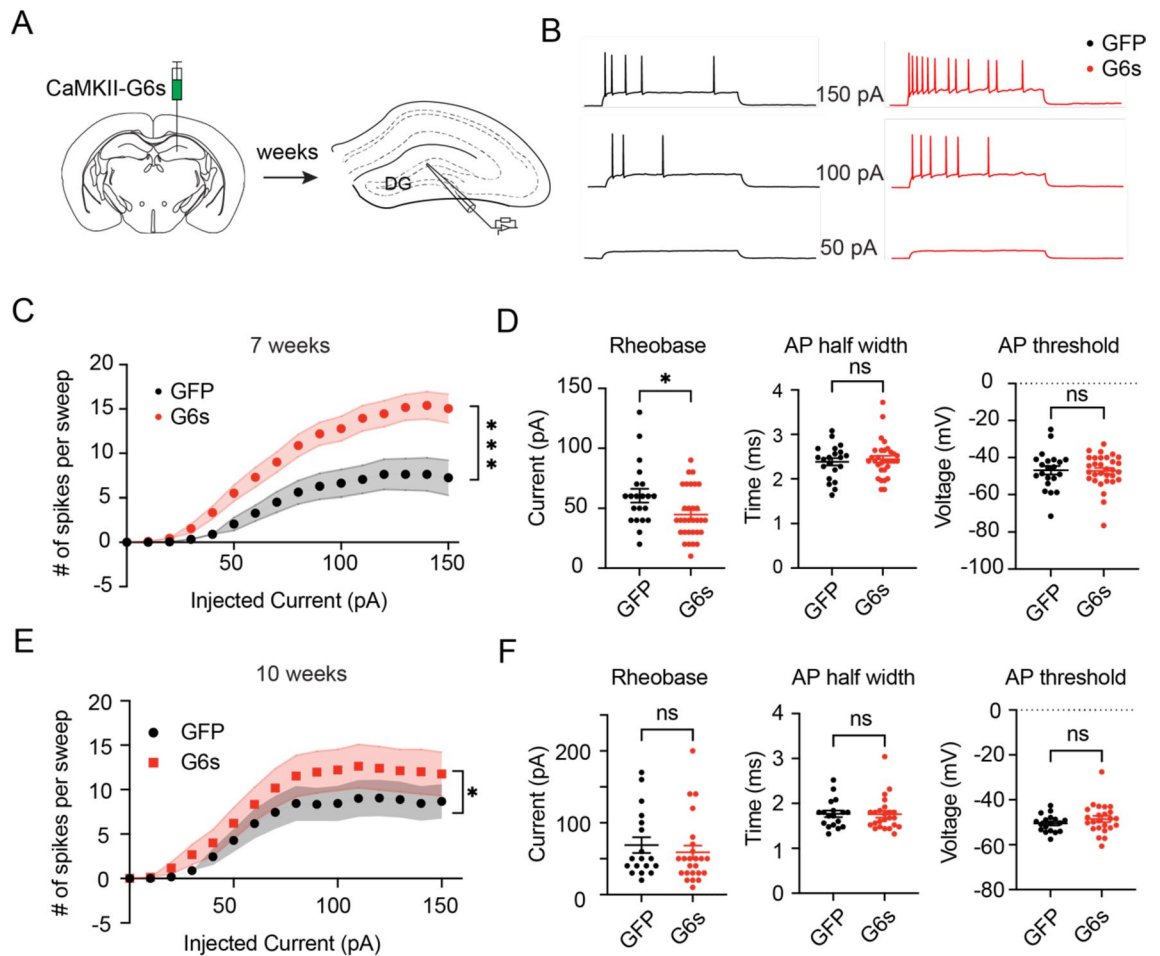 A
CaMKII-G6s
weeks
DG
B
GFP
G6s
150 pA
100 pA
50 pA
C
7 weeks
GFP
G6s
# of spikes per sweep
20
15
10
5
0
-5
50
100
150
Injected Current (pA)
***
D
Rheobase
*
Current (pA)
150
100
50
0
GFP
G6s
AP half width
ns
Time (ms)
4
3
2
1
0
GFP
G6s
AP threshold
ns
Voltage (mV)
0
-20
-40
-60
-80
-100
GFP
G6s
E
10 weeks
GFP
G6s
# of spikes per sweep
20
15
10
5
0
-5
50
100
150
Injected Current (pA)
*
F
Rheobase
ns
Current (pA)
200
100
0
GFP
G6s
AP half width
ns
Time (ms)
4
3
2
1
0
GFP
G6s
AP threshold
ns
Voltage (mV)
0
-20
-40
-60
-80
GFP
G6s